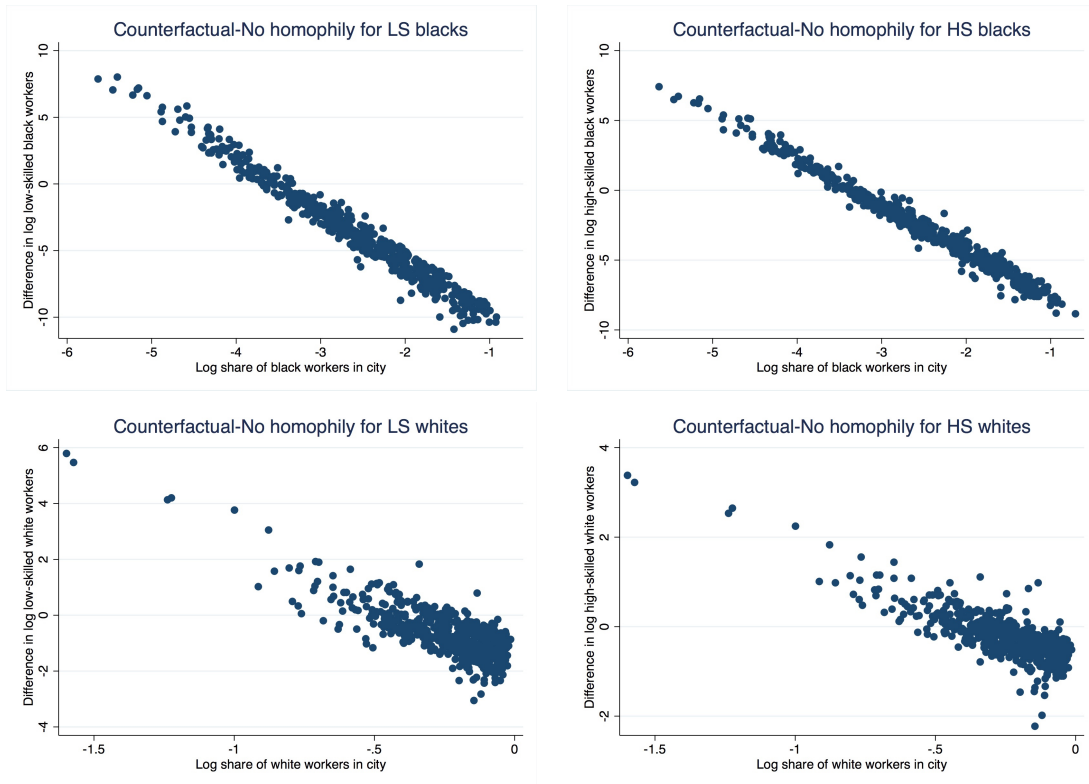 Counterfactual-No homophily for LS blacks
Difference in log low-skilled black workers
10
5
0
-5
-10
-6 -5 -4 -3 -2 -1
Log share of black workers in city
Counterfactual-No homophily for HS blacks
Difference in log high-skilled black workers
10
5
0
-5
-10
-6 -5 -4 -3 -2 -1
Log share of black workers in city
Counterfactual-No homophily for LS whites
Difference in log low-skilled white workers
6
4
2
0
-2
-4
-1.5 -1 -.5 0
Log share of white workers in city
Counterfactual-No homophily for HS whites
Difference in log high-skilled white workers
4
2
0
-2
-1.5 -1 -.5 0
Log share of white workers in city